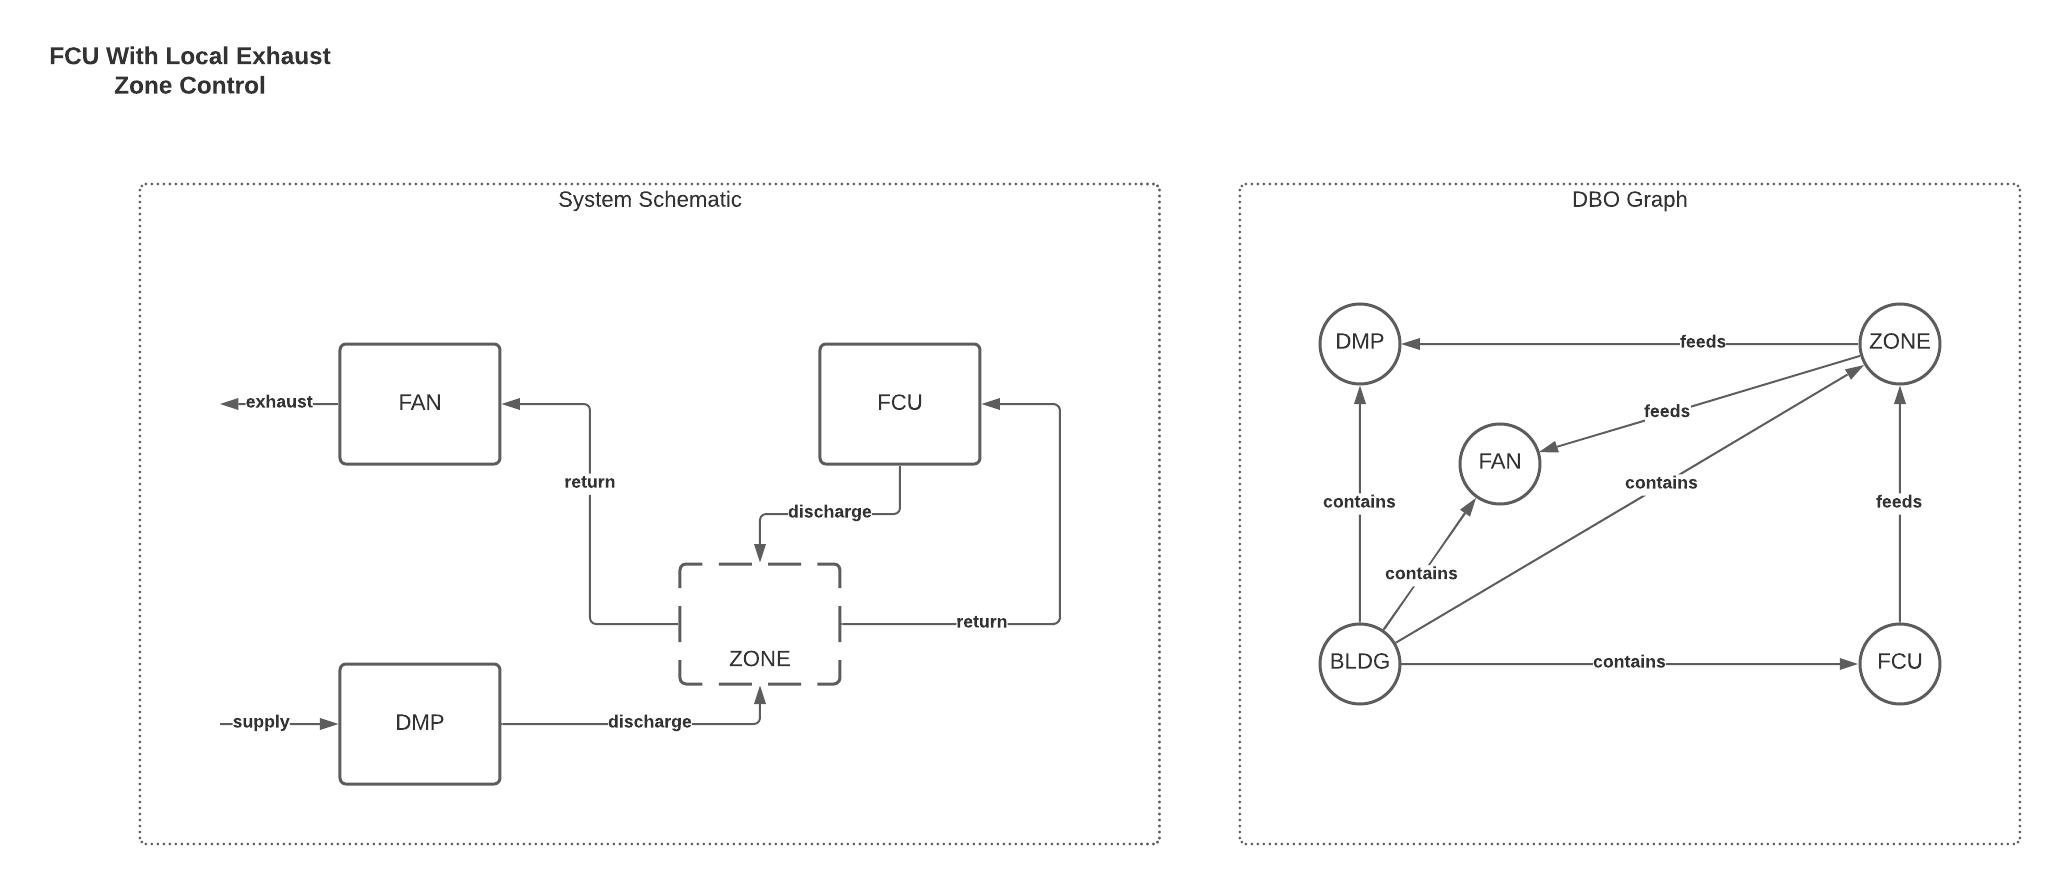 FCU With Local Exhaust
Zone Control
System Schematic
exhaust
FAN
FCU
return
discharge
return
ZONE
supply
DMP
discharge
DBO Graph
DMP
feeds
ZONE
feeds
FAN
contains
contains
feeds
contains
BLDG
contains
FCU